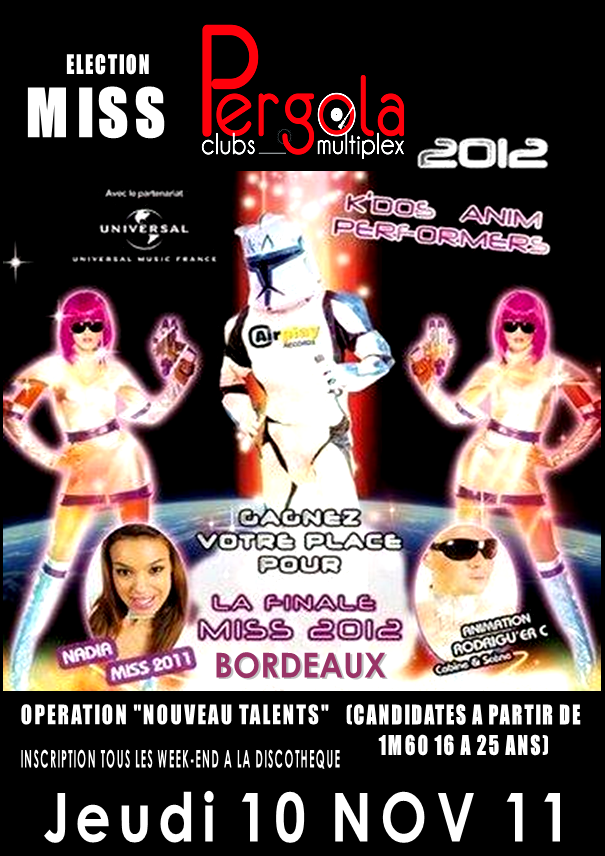 ELECTION
MISS
Pergola
clubs multiplex
2012
Avec le partenariat
UNIVERSAL
UNIVERSAL MUSIC FRANCE
K'DOS ANIM
PERFORMERS
Airplay
RECORDS
GAGNEZ
VOTRE PLACE
POUR
LA FINALE
MISS 2012
BORDEAUX
NADIA
MISS 2011
ANIMATION
RODRIGU'ER C
Cabine & Scène
OPERATION "NOUVEAU TALENTS" (CANDIDATES A PARTIR DE
1M60 16 A 25 ANS)
INSCRIPTION TOUS LES WEEK-END A LA DISCOTHEQUE
Jeudi 10 NOV 11